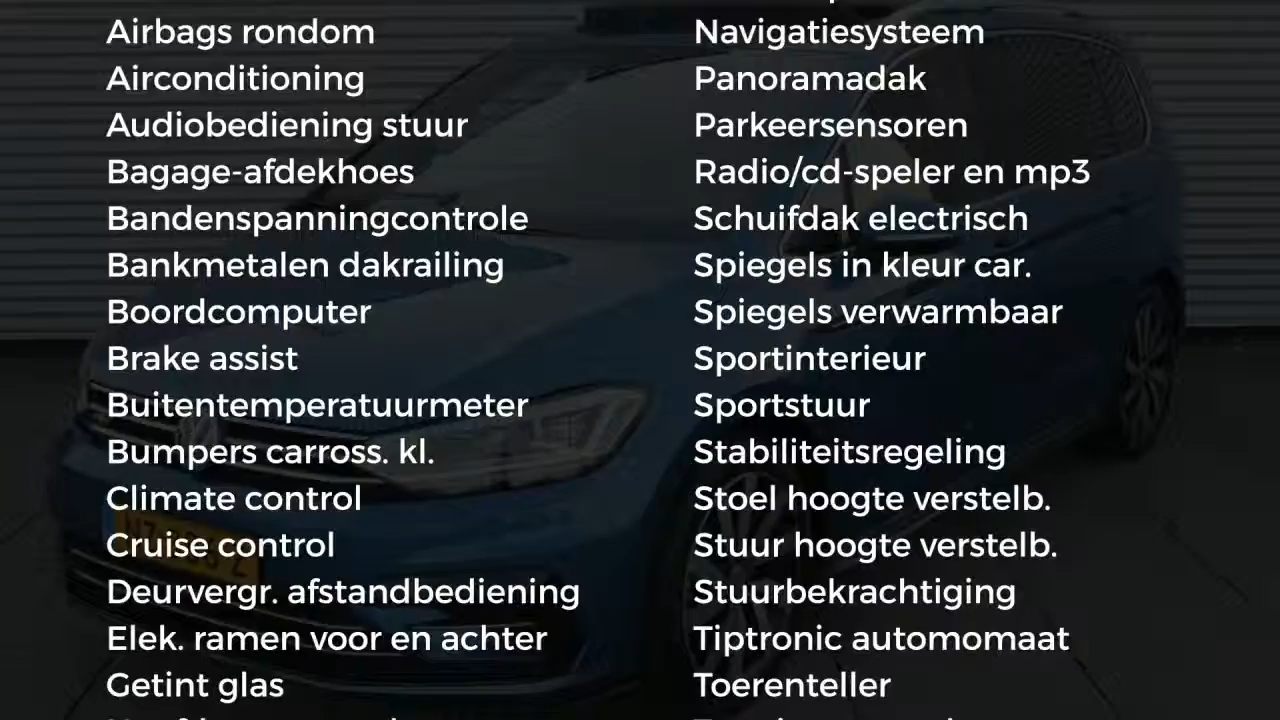 Airbags rondom
Airconditioning
Audiobediening stuur
Bagage-afdekhoes
Bandenspanningcontrole
Bankmetalen dakrailing
Boordcomputer
Brake assist
Buitentemperatuurmeter
Bumpers carross. kl.
Climate control
Cruise control
Deurvergr. afstandbediening
Elek. ramen voor en achter
Getint glas
Navigatiesysteem
Panoramadak
Parkeersensoren
Radio/cd-speler en mp3
Schuifdak electrisch
Spiegels in kleur car.
Spiegels verwarmbaar
Sportinterieur
Sportstuur
Stabiliteitsregeling
Stoel hoogte verstelb.
Stuur hoogte verstelb.
Stuurbekrachtiging
Tiptronic automomaat
Toerenteller